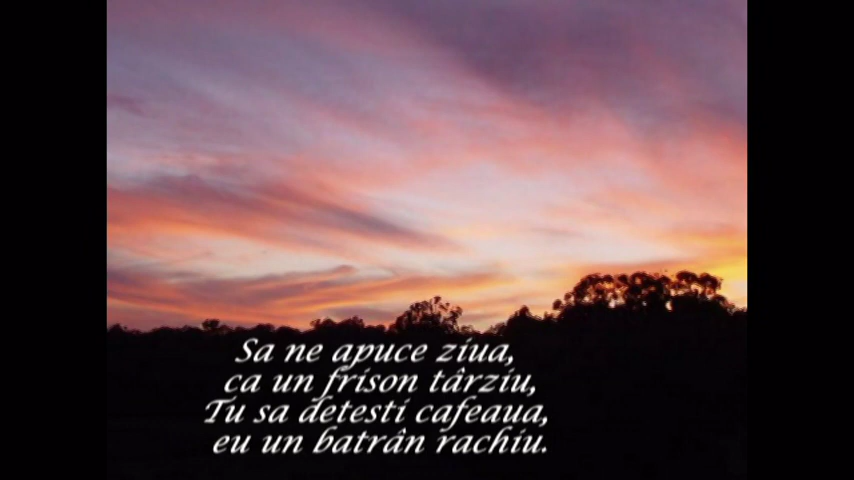 Sa ne apuce ziua,
ca un frison târziu,
Tu sa detesti cafeaua,
eu un batrân rachiu.